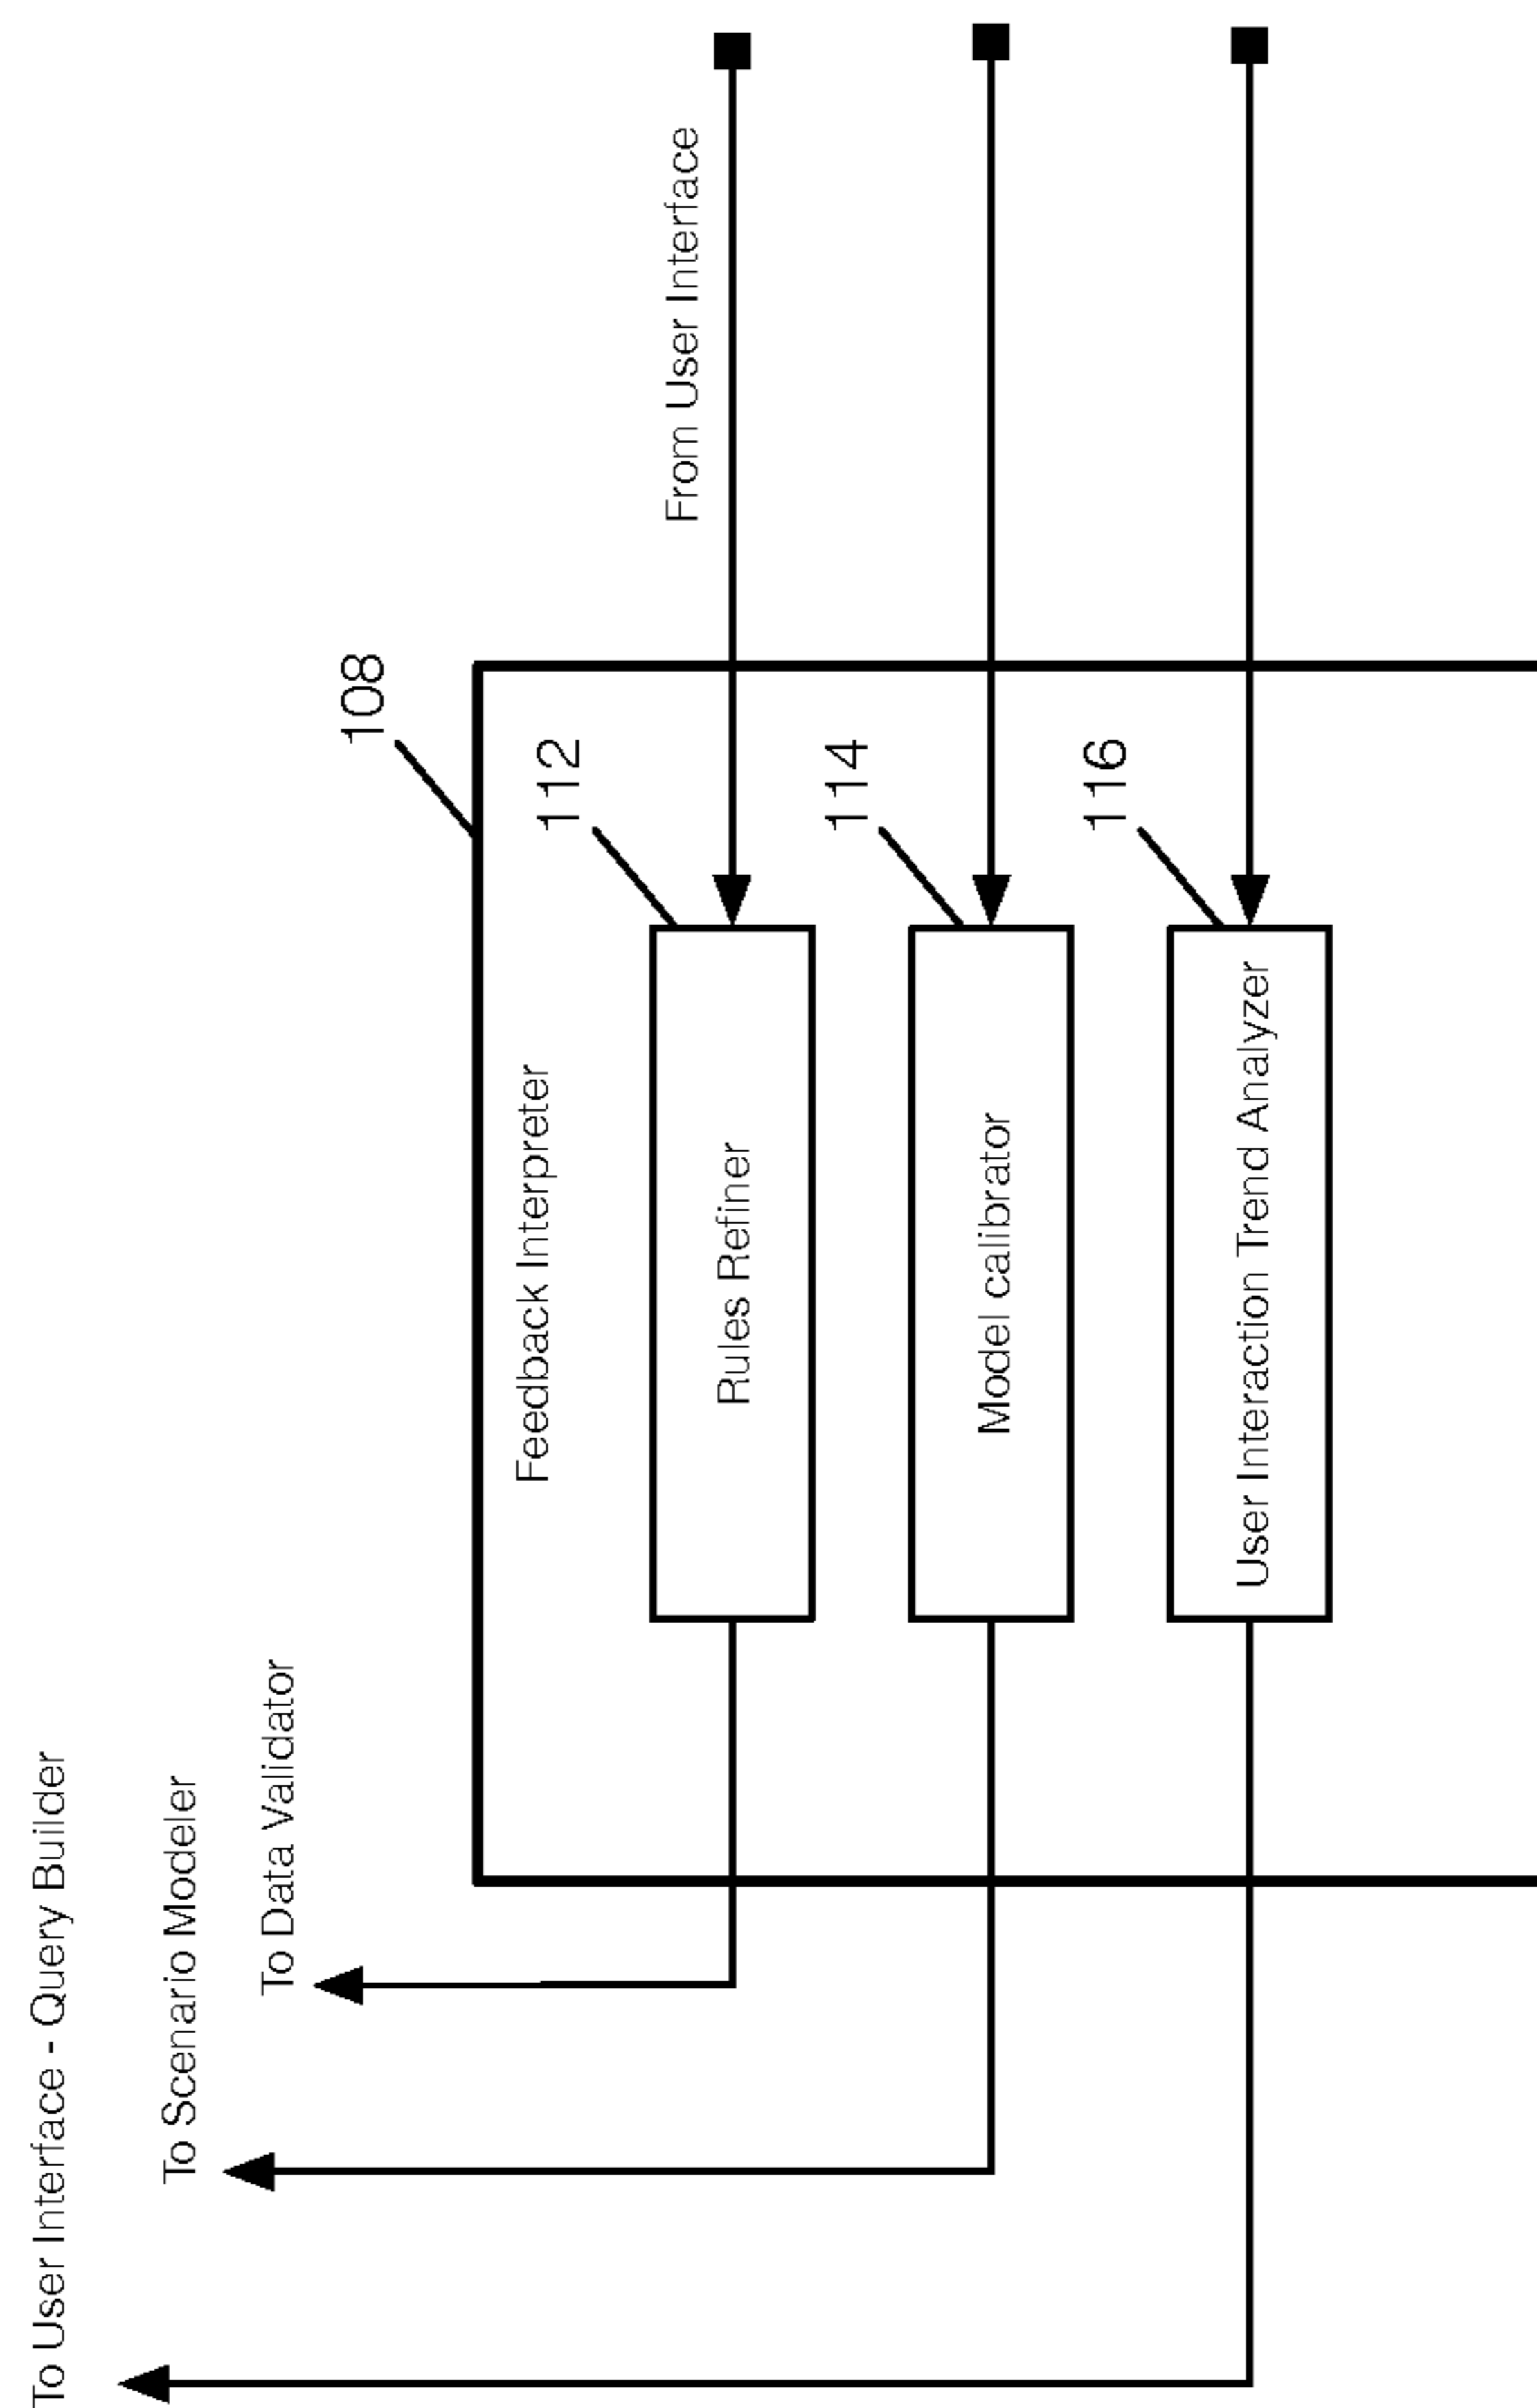 To User Interface - Query Builder
To Scenario Modeler
To Data Validator
108
Feedback Interpreter
112
From User Interface
Rules Refiner
114
Model calibrator
116
User Interaction Trend Analyzer